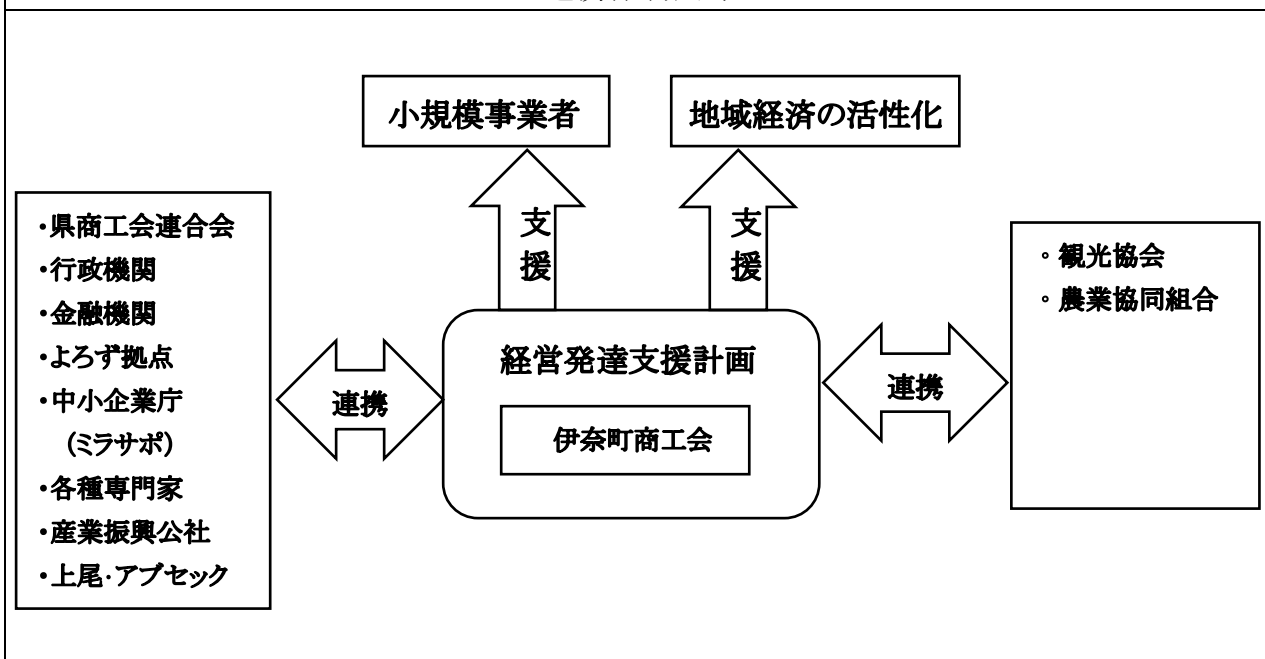 小規模事業者
地域経済の活性化
支援
支援
・県商工会連合会
・行政機関
・金融機関
・よろず拠点
・中小企業庁
(ミラサポ)
・各種専門家
・産業振興公社
・上尾・アブセック
連携
経営発達支援計画
伊奈町商工会
連携
。観光協会
。農業協同組合